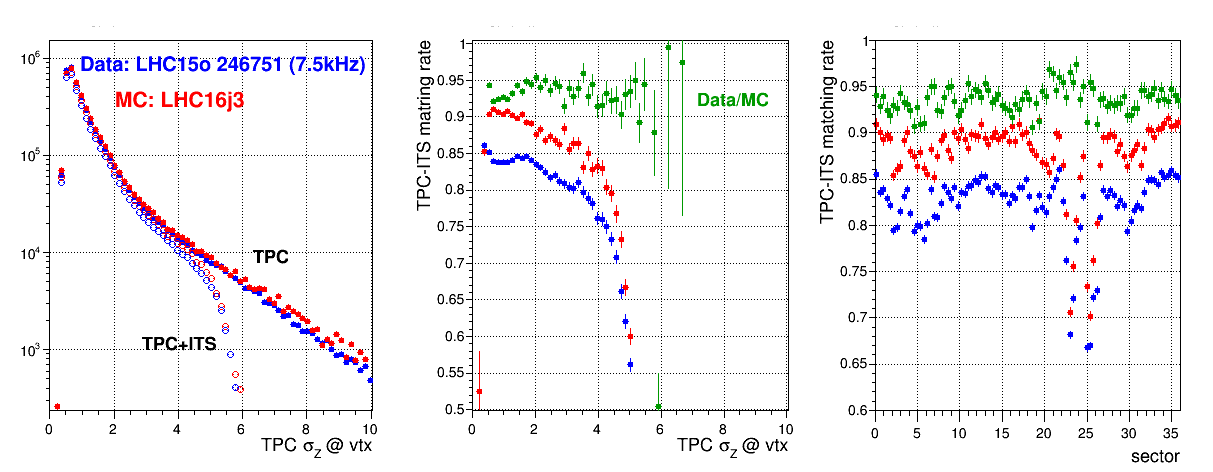 Data: LHC15o 246751 (7.5kHz)
MC: LHC16j3
TPC
TPC+ITS
10^6
10^5
10^4
10^3
0 2 4 6 8 10
TPC σ_Z @ vtx
TPC-ITS matring rate
Data/MC
1
0.95
0.9
0.85
0.8
0.75
0.7
0.65
0.6
0.55
0.5
0 2 4 6 8 10
TPC σ_Z @ vtx
TPC-ITS matching rate
1
0.95
0.9
0.85
0.8
0.75
0.7
0.65
0.6
0 5 10 15 20 25 30 35
sector